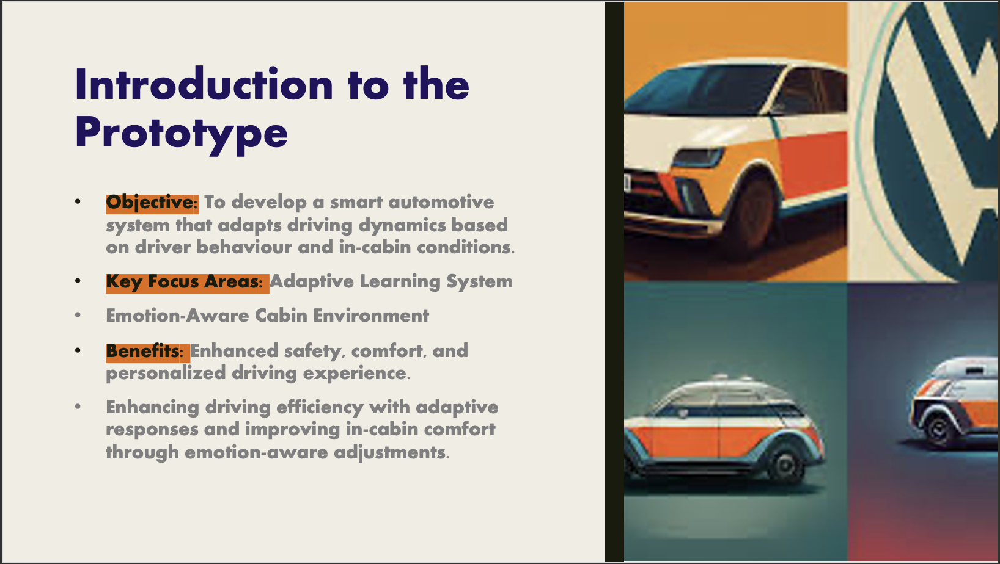 Introduction to the
Prototype
• Objective: To develop a smart automotive
system that adapts driving dynamics based
on driver behaviour and in-cabin conditions.
• Key Focus Areas: Adaptive Learning System
• Emotion-Aware Cabin Environment
• Benefits: Enhanced safety, comfort, and
personalized driving experience.
• Enhancing driving efficiency with adaptive
responses and improving in-cabin comfort
through emotion-aware adjustments.